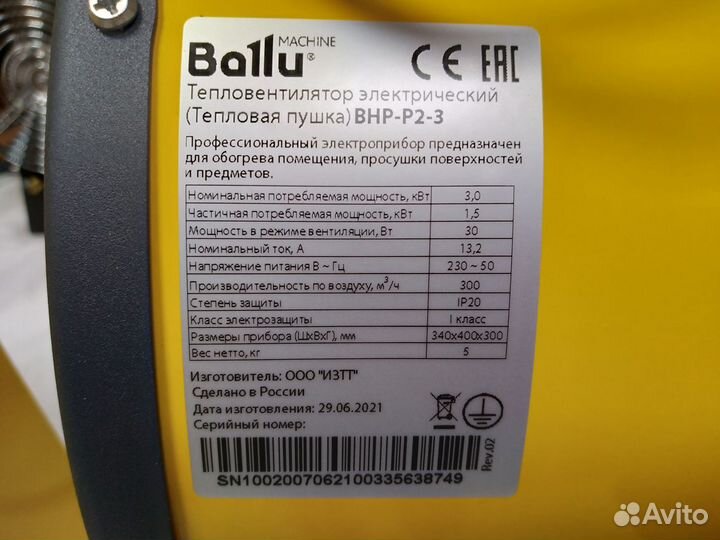 Ballu MACHINE ® CE EAC
Тепловентилятор электрический
(Тепловая пушка) BHP-P2-3
Профессиональный электроприбор предназначен
для обогрева помещения, просушки поверхностей
и предметов.
Номинальная потребляемая мощность, кВт 3,0
Частичная потребляемая мощность, кВт 1,5
Мощность в режиме вентиляции, Вт 30
Номинальный ток, А 13,2
Напряжение питания В ~ Гц 230 ~ 50
Производительность по воздуху, м³/ч 300
Степень защиты IP20
Класс электрозащиты I класс
Размеры прибора (ШхВхГ), мм 340х400х300
Вес нетто, кг 5
Изготовитель: ООО "ИЗТТ"
Сделано в России
Дата изготовления: 29.06.2021
Серийный номер:
Rev.02
SN1002007062100335638749
Avito